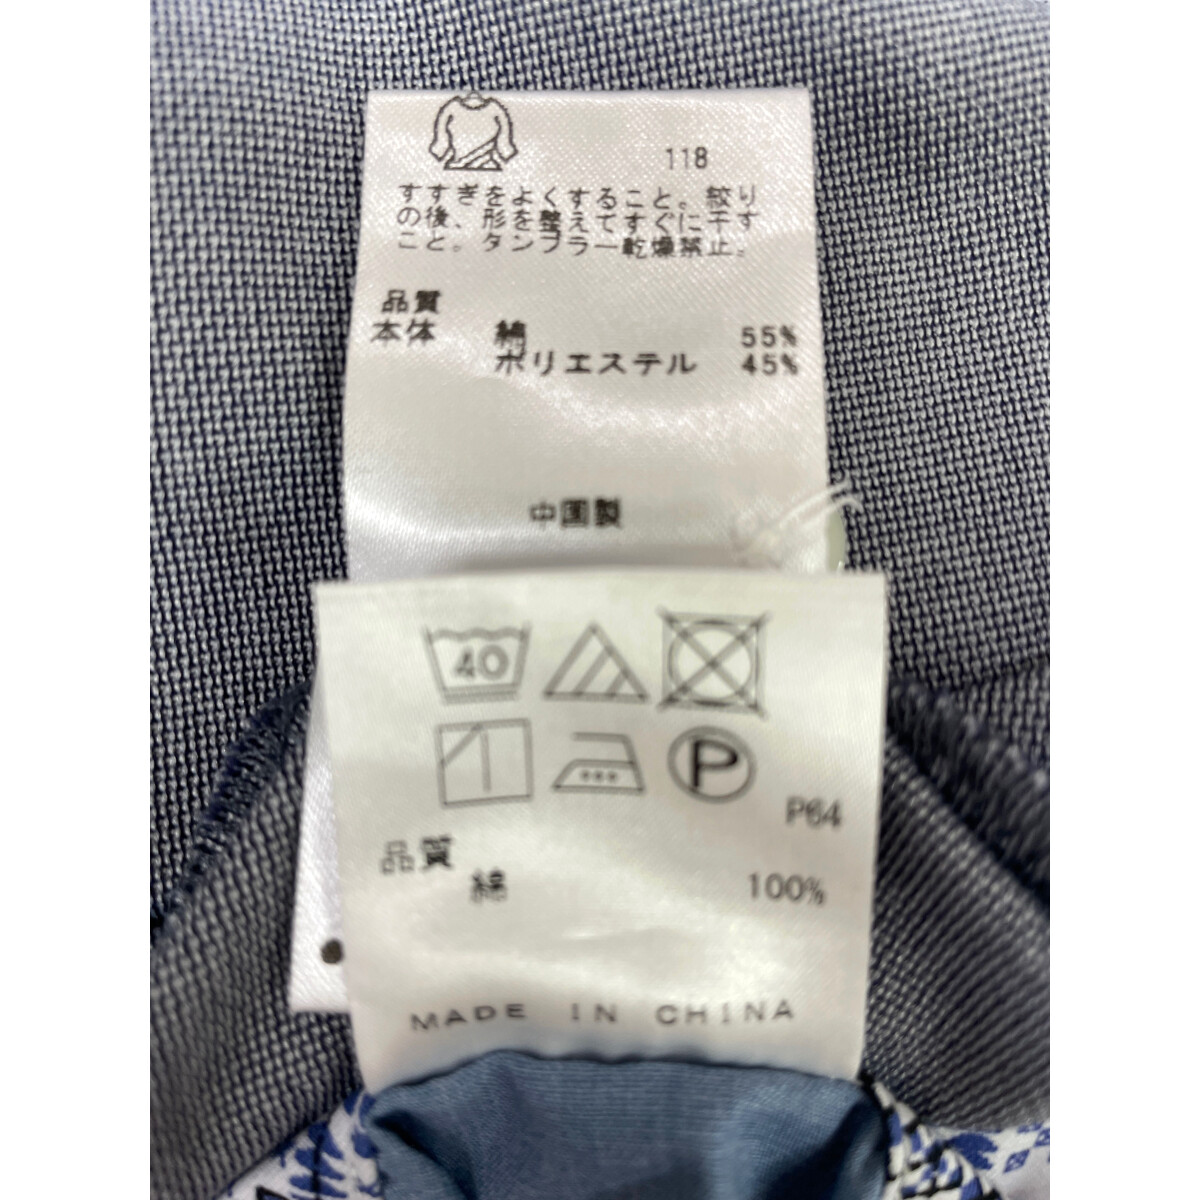 118
すすぎをよくすること。絞り
の後、形を整えてすぐに干す
こと。タンブラー乾燥禁止。
品質
本体 綿 55%
ポリエステル 45%
中国製
40
P
P64
品質
綿 100%
MADE IN CHINA